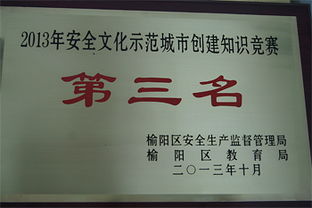 2013年安全文化示范城市创建知识竞赛
第三名
榆阳区安全生产监督管理局
榆阳区教育局
二〇一三年十月